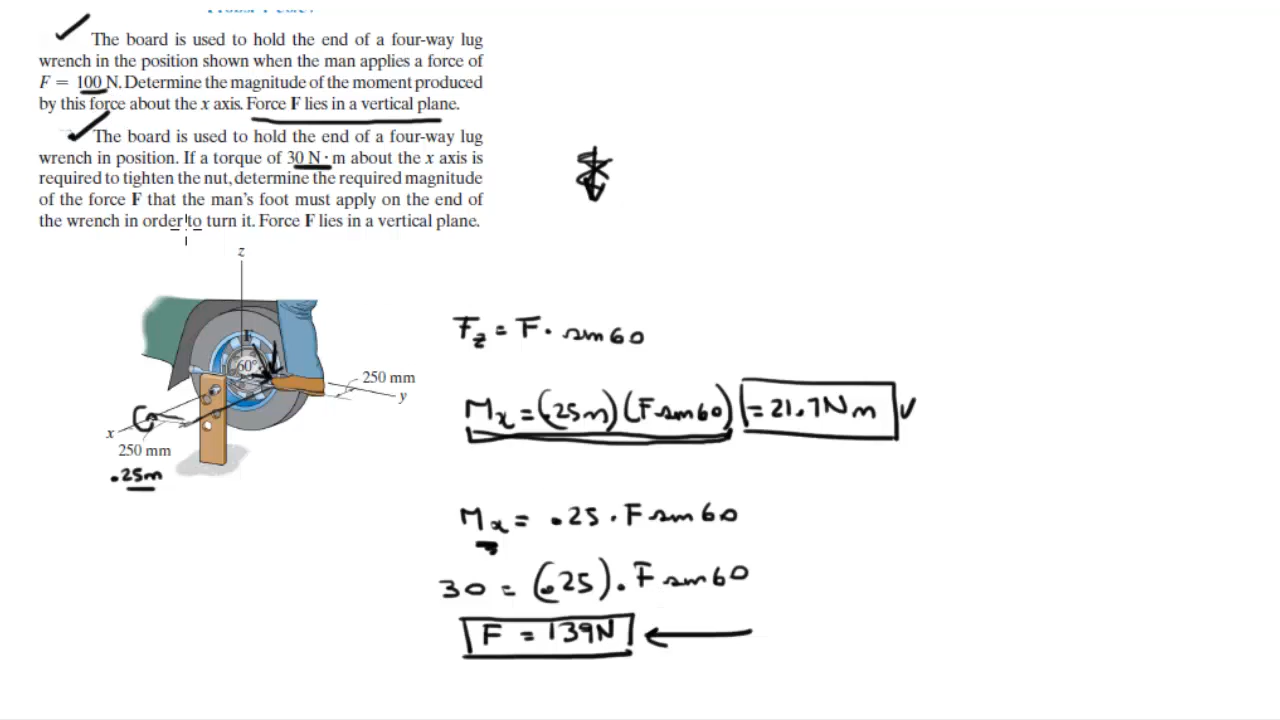 The board is used to hold the end of a four-way lug
wrench in the position shown when the man applies a force of
F = 100 N. Determine the magnitude of the moment produced
by this force about the x axis. Force F lies in a vertical plane.
The board is used to hold the end of a four-way lug
wrench in position. If a torque of 30 N · m about the x axis is
required to tighten the nut, determine the required magnitude
of the force F that the man's foot must apply on the end of
the wrench in order to turn it. Force F lies in a vertical plane.
z
F
60°
250 mm
y
x
250 mm
.25m
Fz = F · sin 60
Mx = (.25m) (F sin 60) = 21.7 N m
Mx = .25 · F sin 60
30 = (.25) · F sin 60
F = 139 N